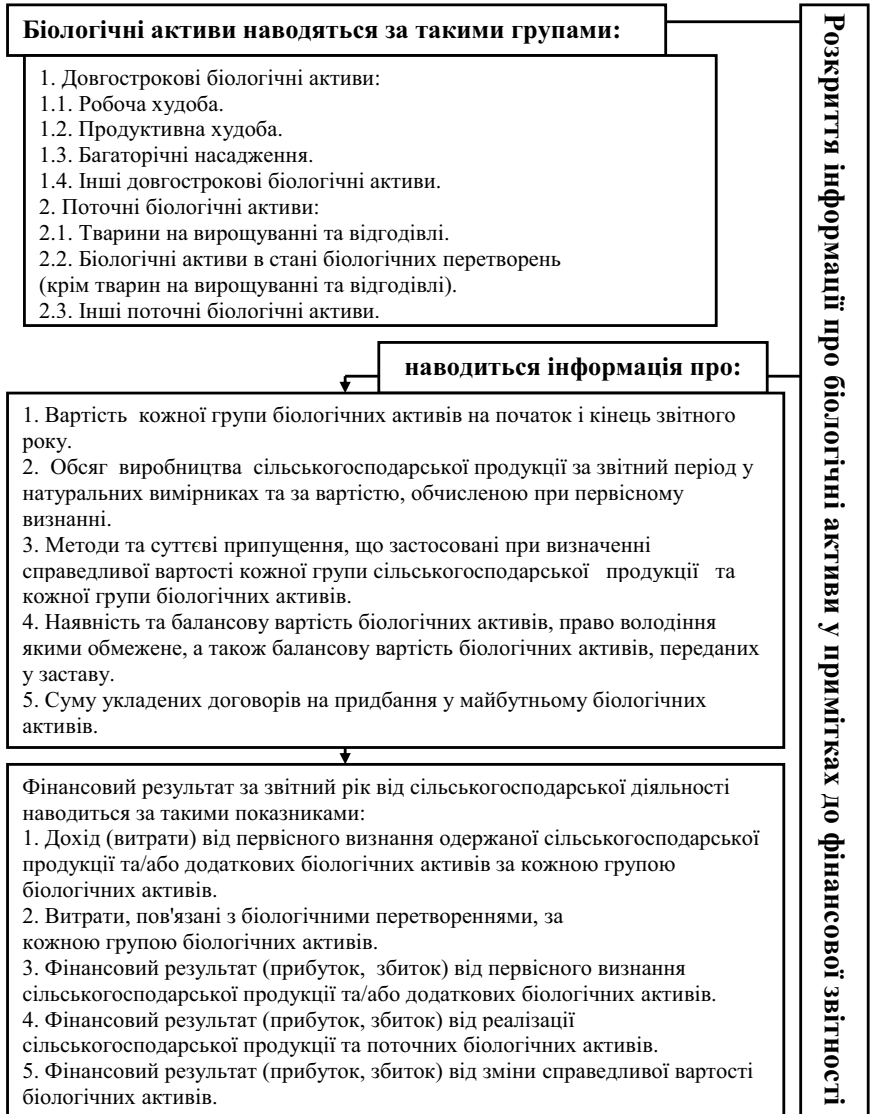 Біологічні активи наводяться за такими групами:
1. Довгострокові біологічні активи:
1.1. Робоча худоба.
1.2. Продуктивна худоба.
1.3. Багаторічні насадження.
1.4. Інші довгострокові біологічні активи.
2. Поточні біологічні активи:
2.1. Тварини на вирощуванні та відгодівлі.
2.2. Біологічні активи в стані біологічних перетворень
(крім тварин на вирощуванні та відгодівлі).
2.3. Інші поточні біологічні активи.
наводиться інформація про:
1. Вартість кожної групи біологічних активів на початок і кінець звітного
року.
2. Обсяг виробництва сільськогосподарської продукції за звітний період у
натуральних вимірниках та за вартістю, обчисленою при первісному
визнанні.
3. Методи та суттєві припущення, що застосовані при визначенні
справедливої вартості кожної групи сільськогосподарської продукції та
кожної групи біологічних активів.
4. Наявність та балансову вартість біологічних активів, право володіння
якими обмежене, а також балансову вартість біологічних активів, переданих
у заставу.
5. Суму укладених договорів на придбання у майбутньому біологічних
активів.
Фінансовий результат за звітний рік від сільськогосподарської діяльності
наводиться за такими показниками:
1. Дохід (витрати) від первісного визнання одержаної сільськогосподарської
продукції та/або додаткових біологічних активів за кожною групою
біологічних активів.
2. Витрати, пов'язані з біологічними перетвореннями, за
кожною групою біологічних активів.
3. Фінансовий результат (прибуток, збиток) від первісного визнання
сільськогосподарської продукції та/або додаткових біологічних активів.
4. Фінансовий результат (прибуток, збиток) від реалізації
сільськогосподарської продукції та поточних біологічних активів.
5. Фінансовий результат (прибуток, збиток) від зміни справедливої вартості
біологічних активів.
Розкриття інформації про біологічні активи у примітках до фінансової звітності